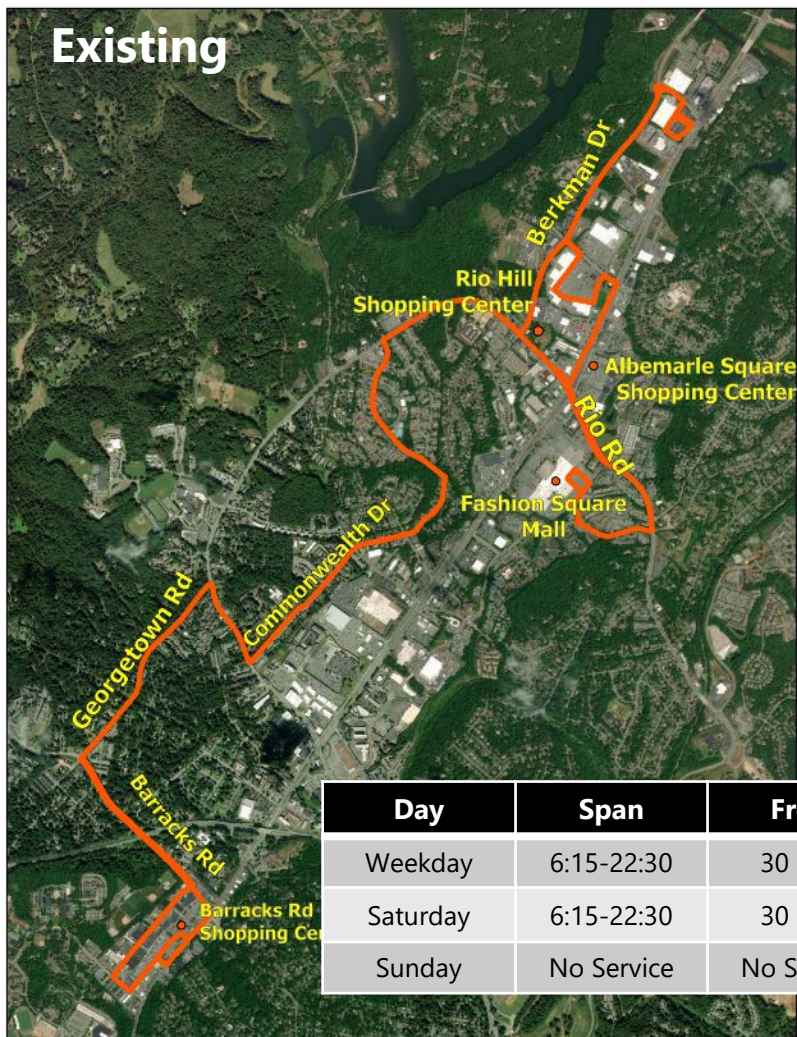 Existing
Berkman Dr
Rio Hill
Shopping Center
Albemarle Square
Shopping Center
Rio Rd
Fashion Square
Mall
Commonwealth Dr
Georgetown Rd
Barracks Rd
Barracks Rd
Shopping Cen
Day Span Fr
Weekday 6:15-22:30 30
Saturday 6:15-22:30 30
Sunday No Service No S